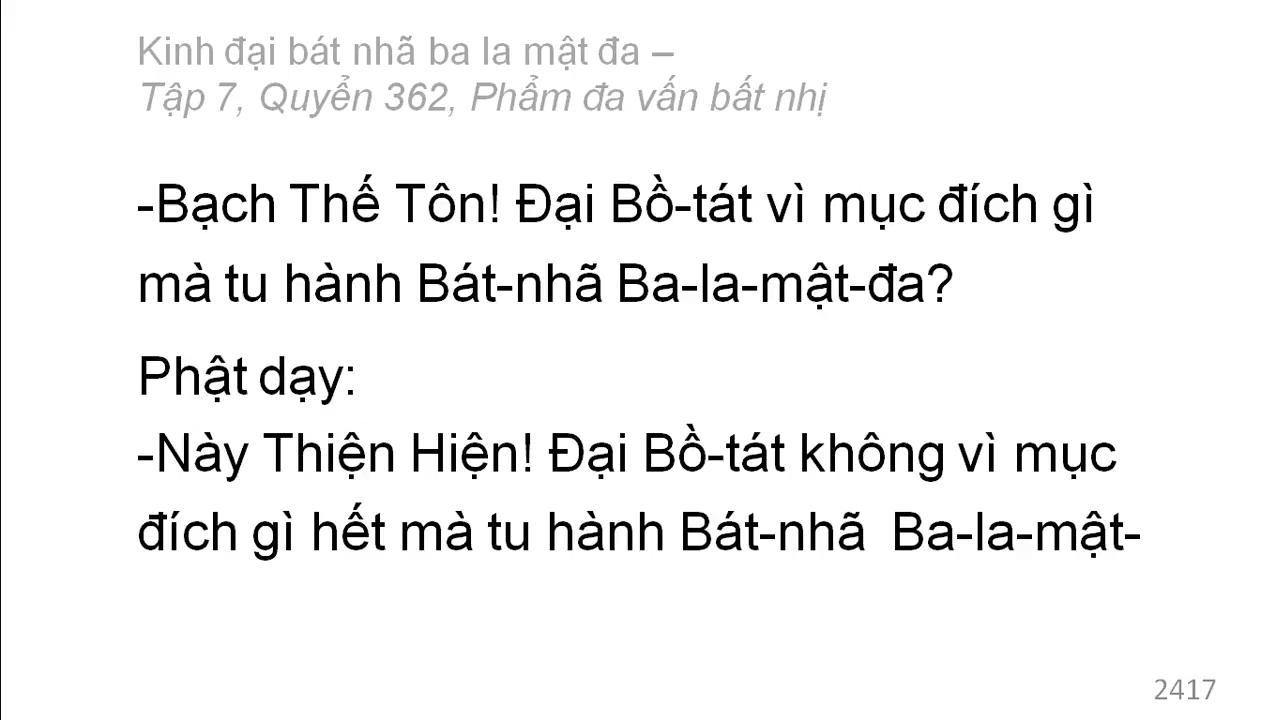 Kinh đại bát nhã ba la mật đa –
Tập 7, Quyển 362, Phẩm đa vấn bất nhị
-Bạch Thế Tôn! Đại Bồ-tát vì mục đích gì
mà tu hành Bát-nhã Ba-la-mật-đa?
Phật dạy:
-Này Thiện Hiện! Đại Bồ-tát không vì mục
đích gì hết mà tu hành Bát-nhã Ba-la-mật-
2417